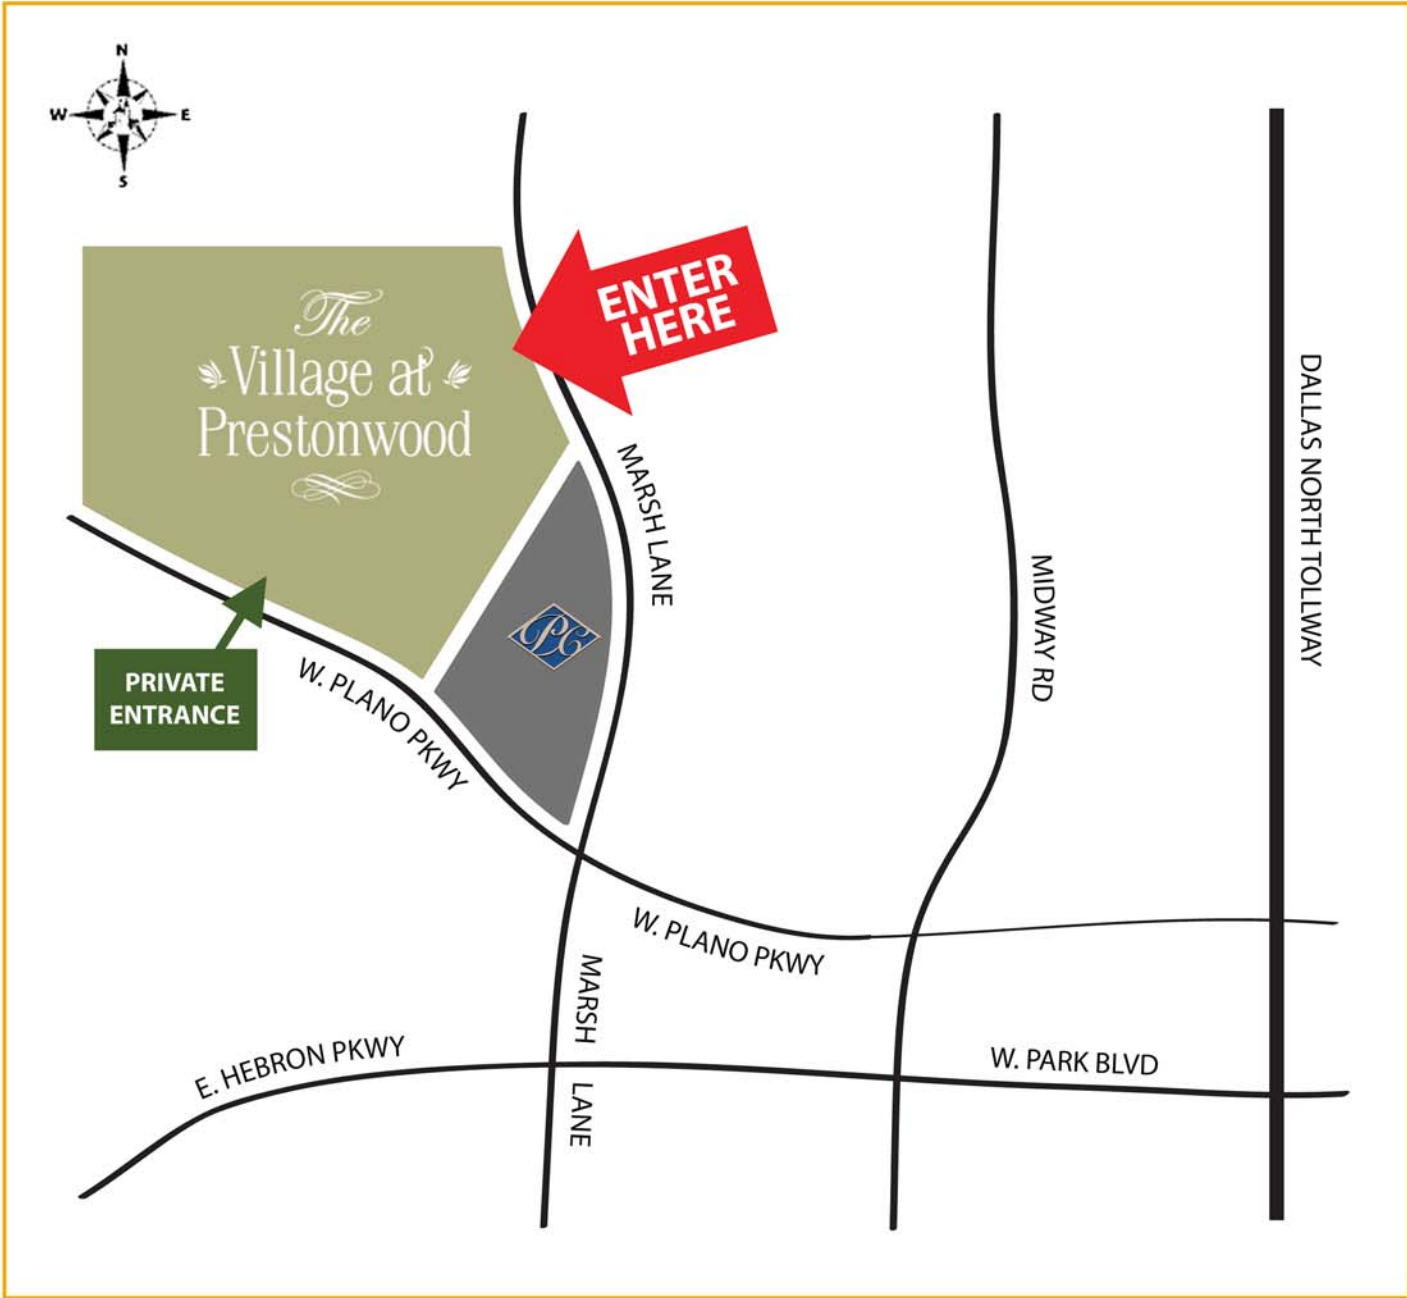 N
W
E
S
The
Village at
Prestonwood
ENTER
HERE
MARSH LANE
DALLAS NORTH TOLLWAY
MIDWAY RD
PRIVATE
ENTRANCE
PC
W. PLANO PKWY
W. PLANO PKWY
MARSH
LANE
E. HEBRON PKWY
W. PARK BLVD